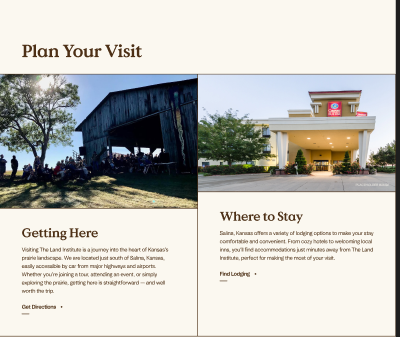 Plan Your Visit
Getting Here
Visiting The Land Institute is a journey into the heart of Kansas's
prairie landscape. We are located just south of Salina, Kansas,
easily accessible by car from major highways and airports.
Whether you're joining a tour, attending an event, or simply
exploring the prairie, getting here is straightforward — and well
worth the trip.
Get Directions
Where to Stay
Salina, Kansas offers a variety of lodging options to make your stay
comfortable and convenient. From cozy hotels to welcoming local
inns, you'll find accommodations just minutes away from The Land
Institute, perfect for making the most of your visit.
Find Lodging